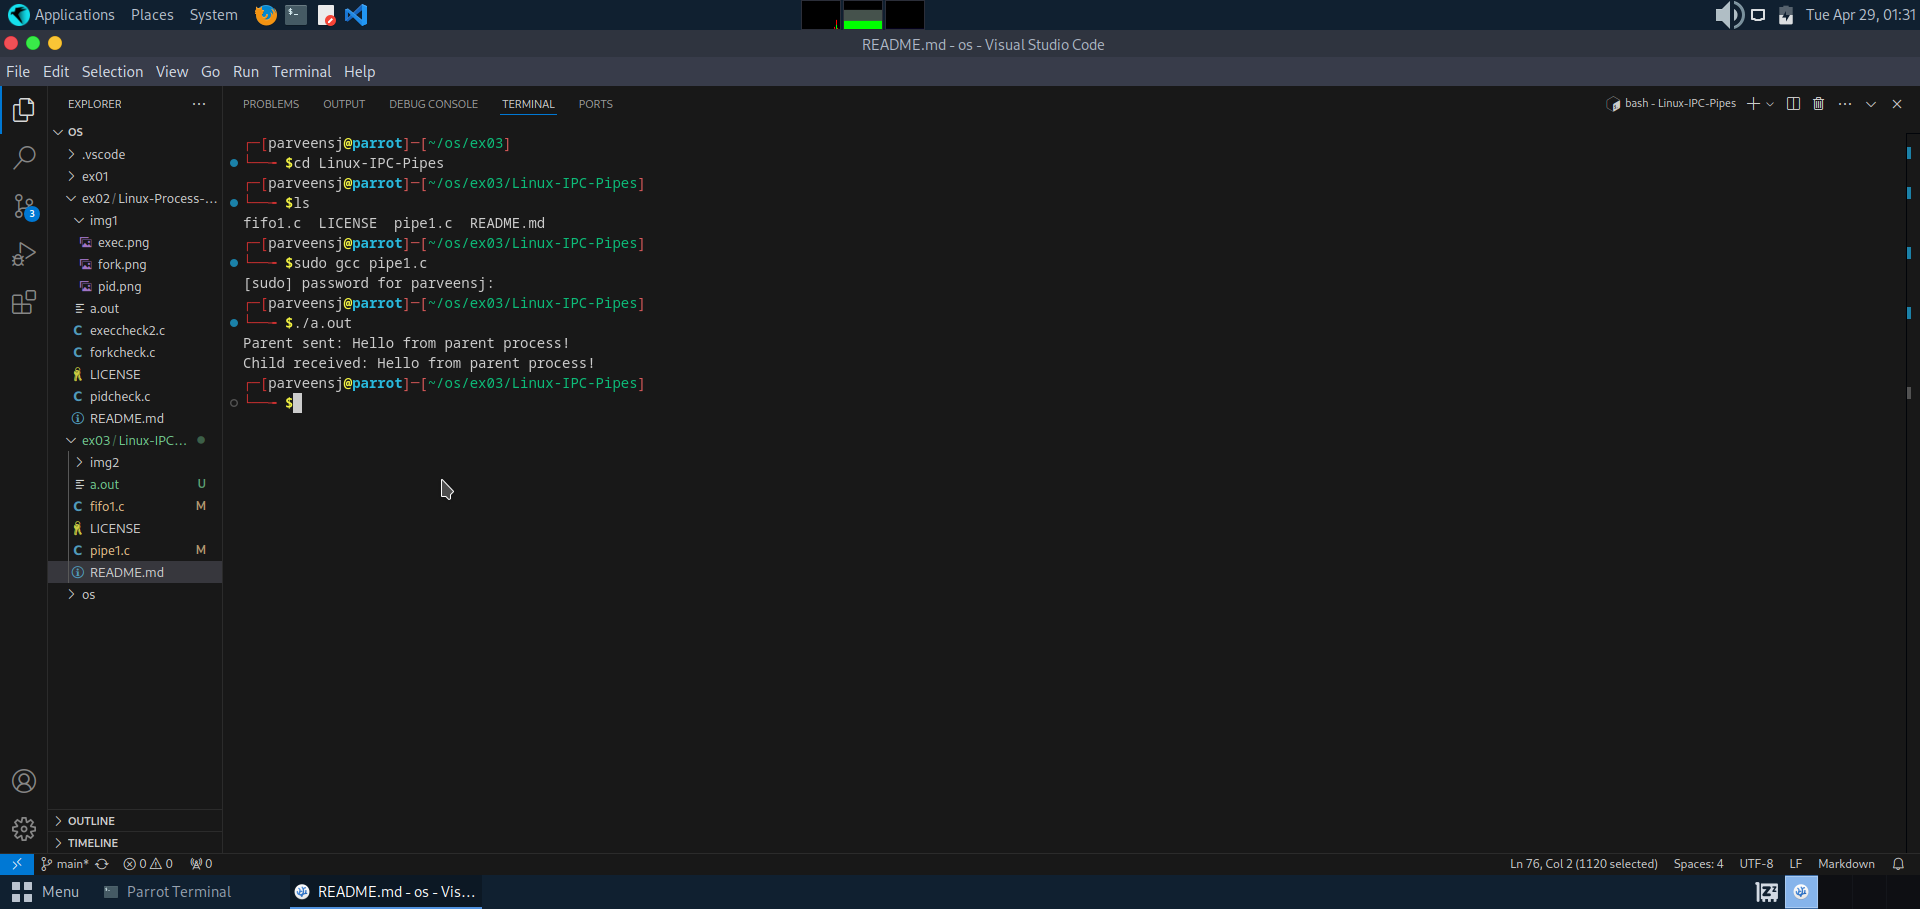 Applications Places System
Tue Apr 29, 01:31
README.md - os - Visual Studio Code
File Edit Selection View Go Run Terminal Help
EXPLORER ...
PROBLEMS OUTPUT DEBUG CONSOLE TERMINAL PORTS
bash - Linux-IPC-Pipes
OS
.vscode
ex01
ex02 / Linux-Process-...
img1
exec.png
fork.png
pid.png
a.out
execcheck2.c
forkcheck.c
LICENSE
pidcheck.c
README.md
ex03 / Linux-IPC...
img2
a.out U
fifo1.c M
LICENSE
pipe1.c M
README.md
os
OUTLINE
TIMELINE
3
┌─[parveensj@parrot]─[~/os/ex03]
└──╼ $cd Linux-IPC-Pipes
┌─[parveensj@parrot]─[~/os/ex03/Linux-IPC-Pipes]
└──╼ $ls
fifo1.c LICENSE pipe1.c README.md
┌─[parveensj@parrot]─[~/os/ex03/Linux-IPC-Pipes]
└──╼ $sudo gcc pipe1.c
[sudo] password for parveensj:
┌─[parveensj@parrot]─[~/os/ex03/Linux-IPC-Pipes]
└──╼ $./a.out
Parent sent: Hello from parent process!
Child received: Hello from parent process!
┌─[parveensj@parrot]─[~/os/ex03/Linux-IPC-Pipes]
└──╼ $
main* 0 0 0
Ln 76, Col 2 (1120 selected) Spaces: 4 UTF-8 LF Markdown
Menu Parrot Terminal README.md - os - Vis...